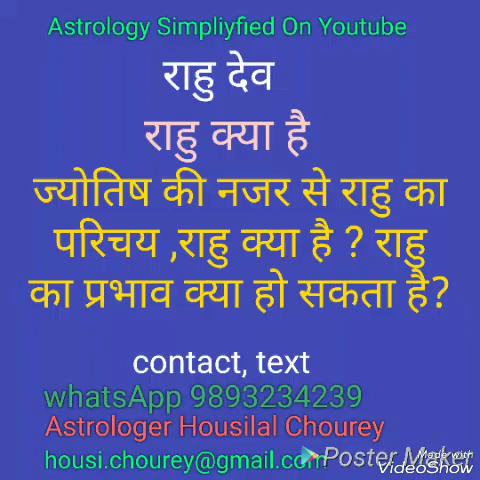 Astrology Simpliyfied On Youtube
राहु देव
राहु क्या है
ज्योतिष की नजर से राहु का
परिचय ,राहु क्या है ? राहु
का प्रभाव क्या हो सकता है?
contact, text
whatsApp 9893234239
Astrologer Housilal Chourey
housi.chourey@gmail.com
Poster Maker
Made with
VideoShow